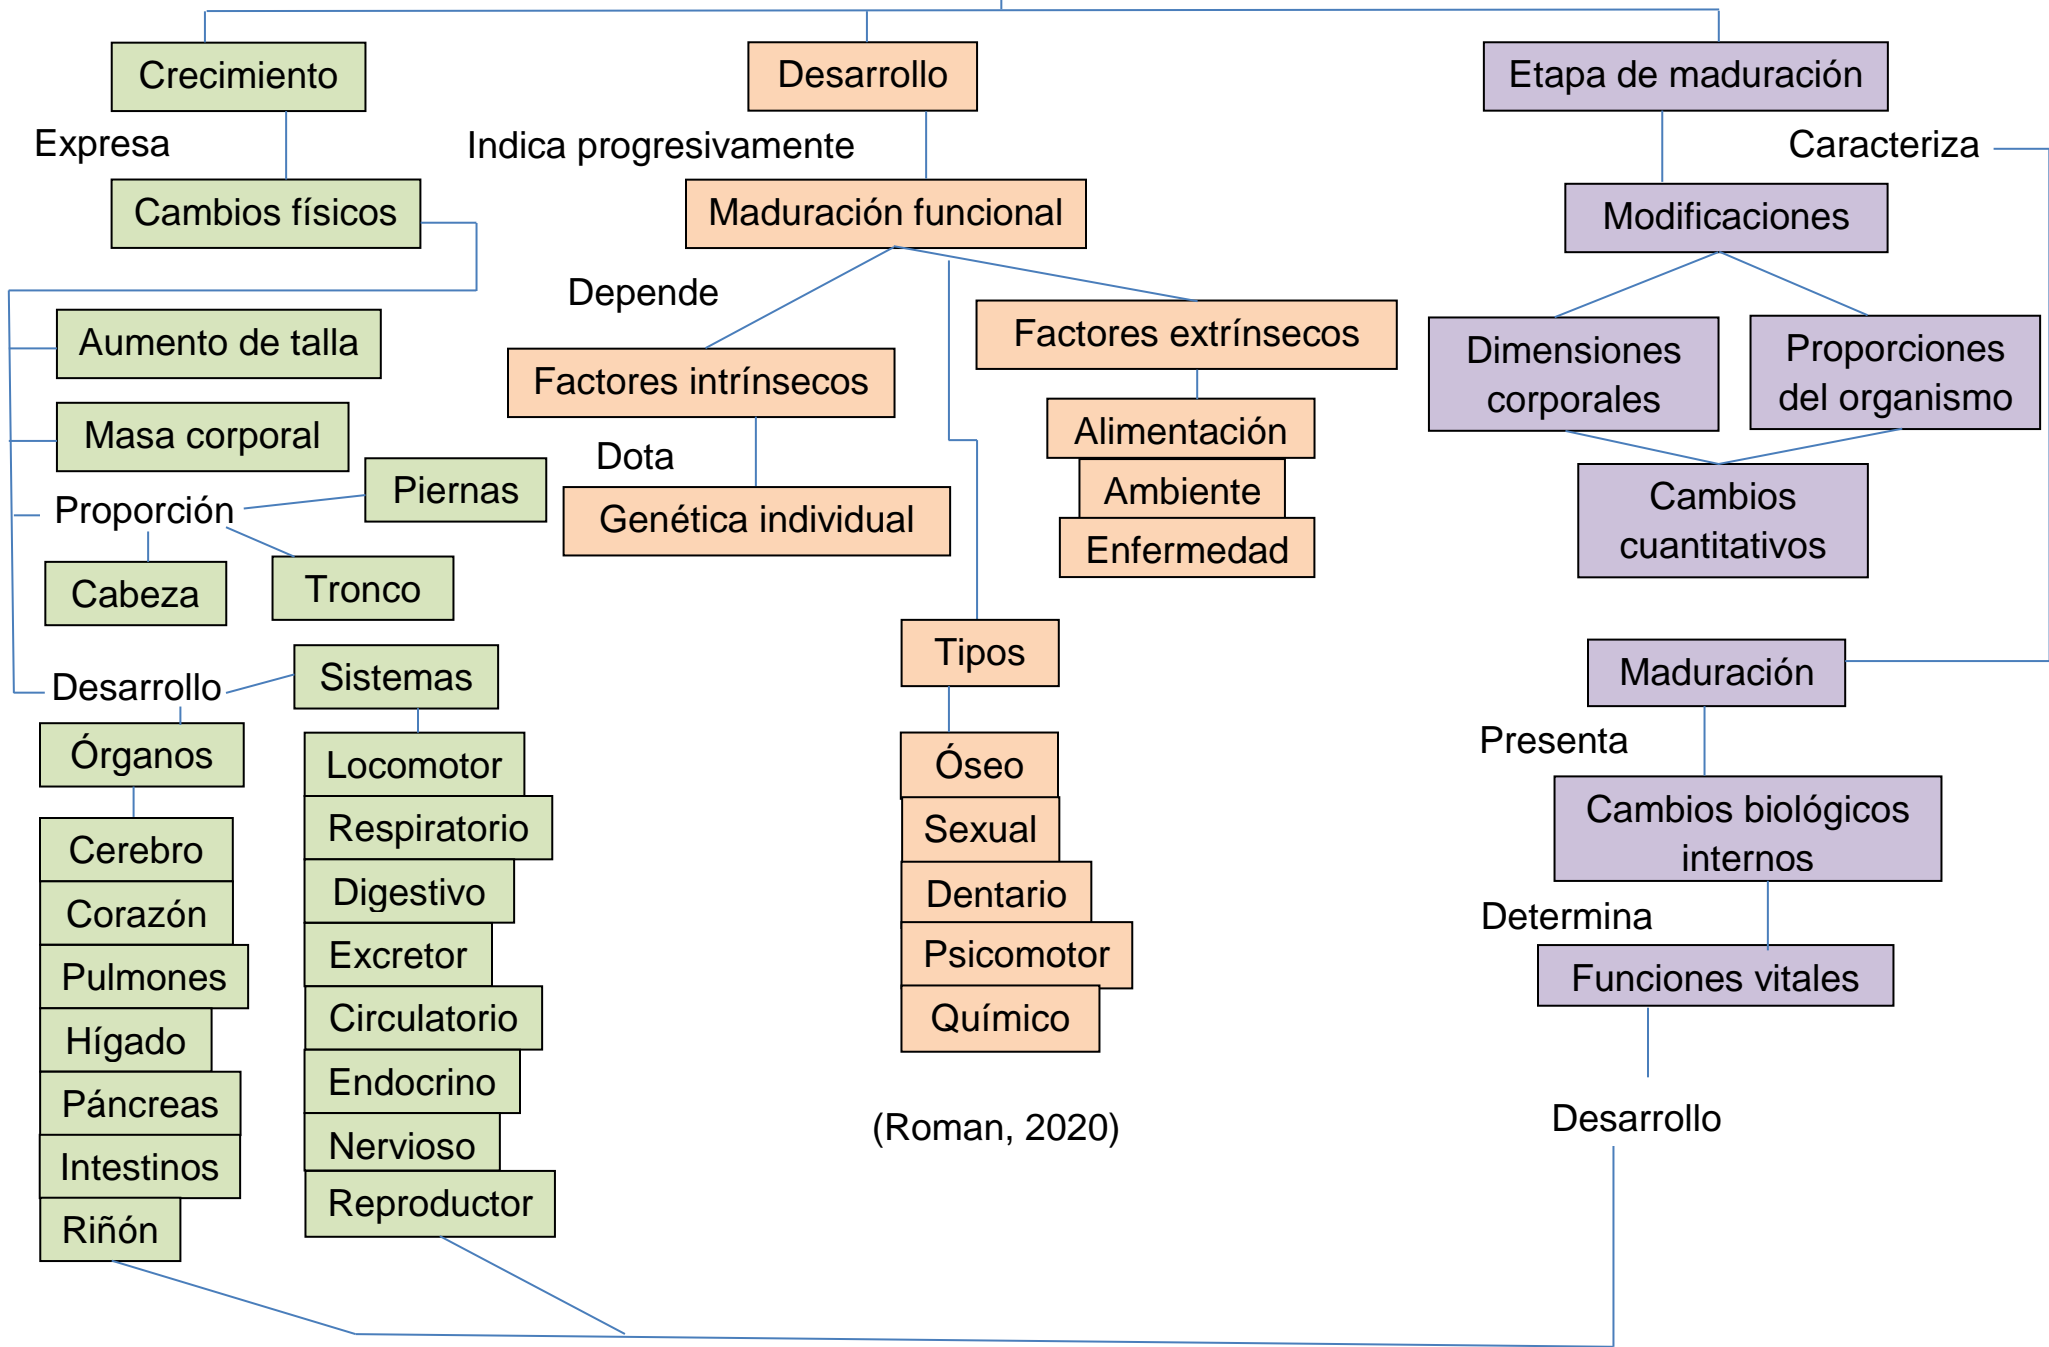 Crecimiento
Expresa
Cambios físicos
Aumento de talla
Masa corporal
Proporción
Piernas
Cabeza
Tronco
Desarrollo
Sistemas
Órganos
Cerebro
Corazón
Pulmones
Hígado
Páncreas
Intestinos
Riñón
Locomotor
Respiratorio
Digestivo
Excretor
Circulatorio
Endocrino
Nervioso
Reproductor
Desarrollo
Indica progresivamente
Maduración funcional
Depende
Factores intrínsecos
Dota
Genética individual
Factores extrínsecos
Alimentación
Ambiente
Enfermedad
Tipos
Óseo
Sexual
Dentario
Psicomotor
Químico
(Roman, 2020)
Etapa de maduración
Caracteriza
Modificaciones
Dimensiones
corporales
Proporciones
del organismo
Cambios
cuantitativos
Maduración
Presenta
Cambios biológicos
internos
Determina
Funciones vitales
Desarrollo